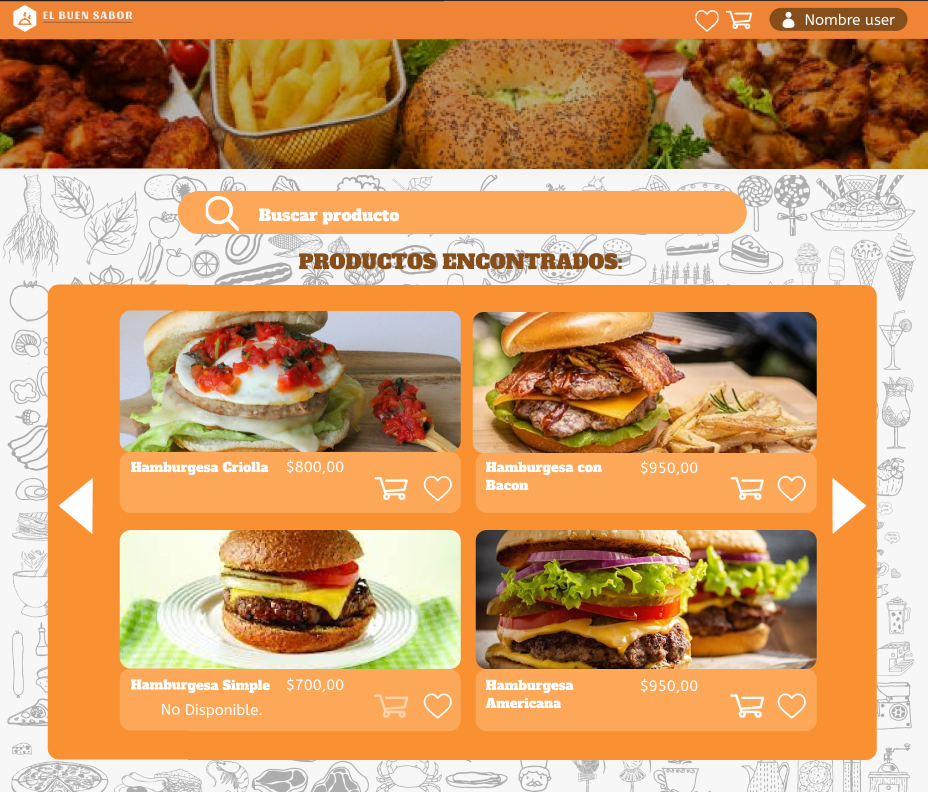 EL BUEN SABOR
Nombre user
Buscar producto
PRODUCTOS ENCONTRADOS:
Hamburgesa Criolla $800,00
Hamburgesa con $950,00
Bacon
Hamburgesa Simple $700,00
No Disponible.
Hamburgesa $950,00
Americana